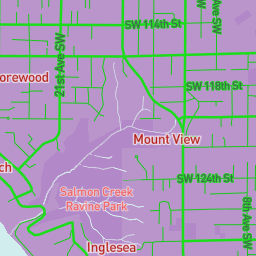 SW 114th St
21st Ave SW
orewood
SW 118th St
Mount View
ch
SW 124th St
Salmon Creek
Ravine Park
8th Ave SW
Inglesea